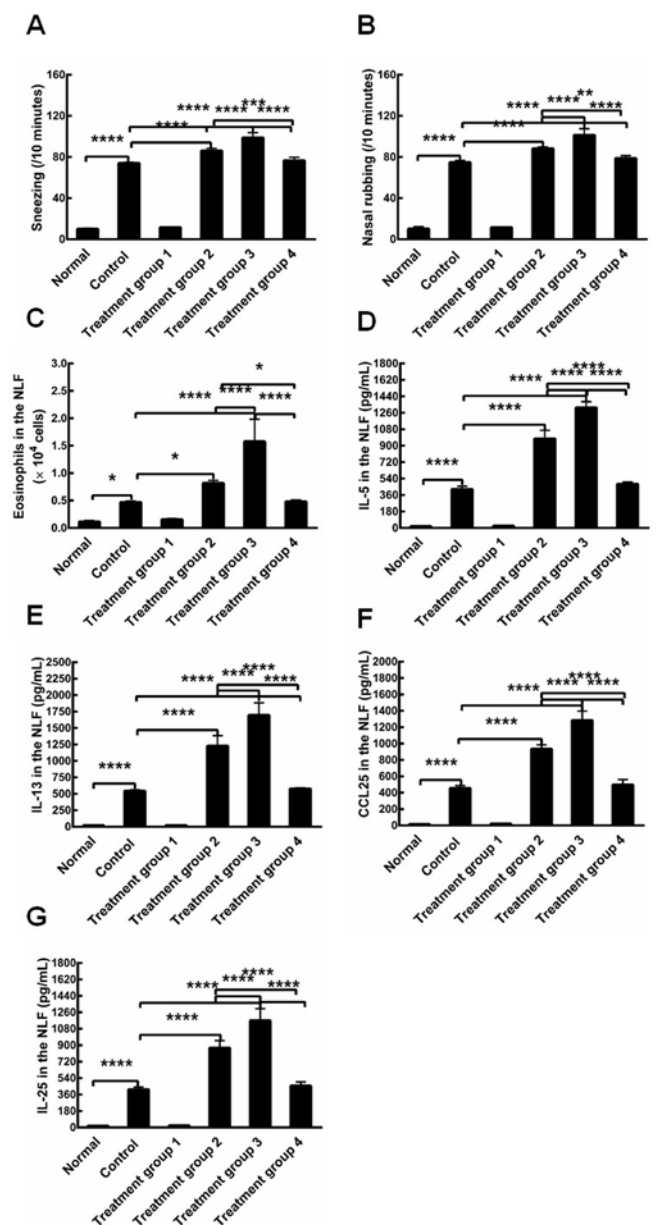 A
Sneezing (/10 minutes)
160
120
80
40
0
****
****
****
****
***
****
Normal
Control
Treatment group 1
Treatment group 2
Treatment group 3
Treatment group 4
B
Nasal rubbing (/10 minutes)
160
120
80
40
0
****
****
****
****
**
****
Normal
Control
Treatment group 1
Treatment group 2
Treatment group 3
Treatment group 4
C
Eosinophils in the NLF
(× 10⁴ cells)
3.0
2.5
2.0
1.5
1.0
0.5
0.0
*
*
****
****
*
****
Normal
Control
Treatment group 1
Treatment group 2
Treatment group 3
Treatment group 4
D
IL-5 in the NLF (pg/mL)
1800
1620
1440
1260
1080
900
720
540
360
180
0
****
****
****
****
****
****
Normal
Control
Treatment group 1
Treatment group 2
Treatment group 3
Treatment group 4
E
IL-13 in the NLF (pg/mL)
2500
2250
2000
1750
1500
1250
1000
750
500
250
0
****
****
****
****
****
****
Normal
Control
Treatment group 1
Treatment group 2
Treatment group 3
Treatment group 4
F
CCL25 in the NLF (pg/mL)
2000
1800
1600
1400
1200
1000
800
600
400
200
0
****
****
****
****
****
****
Normal
Control
Treatment group 1
Treatment group 2
Treatment group 3
Treatment group 4
G
IL-25 in the NLF (pg/mL)
1800
1620
1440
1260
1080
900
720
540
360
180
0
****
****
****
****
****
****
Normal
Control
Treatment group 1
Treatment group 2
Treatment group 3
Treatment group 4